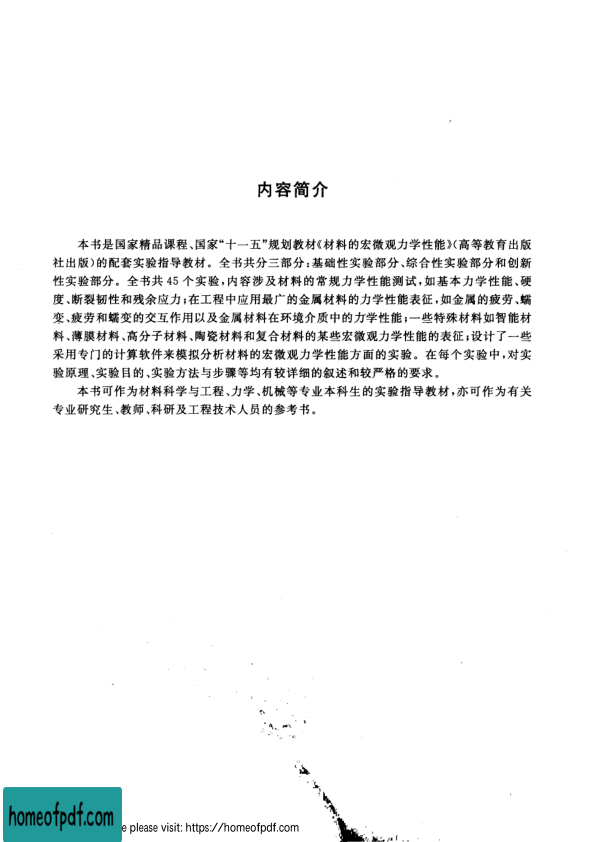 内容简介
本书是国家精品课程、国家“十一五”规划教材《材料的宏微观力学性能》(高等教育出版
社出版)的配套实验指导教材。全书共分三部分:基础性实验部分、综合性实验部分和创新
性实验部分。全书共 45 个实验,内容涉及材料的常规力学性能测试,如基本力学性能、硬
度、断裂韧性和残余应力;在工程中应用最广的金属材料的力学性能表征,如金属的疲劳、蠕
变、疲劳和蠕变的交互作用以及金属材料在环境介质中的力学性能;一些特殊材料如智能材
料、薄膜材料、高分子材料、陶瓷材料和复合材料的某些宏微观力学性能的表征;设计了一些
采用专门的计算软件来模拟分析材料的宏微观力学性能方面的实验。在每个实验中,对实
验原理、实验目的、实验方法与步骤等均有较详细的叙述和较严格的要求。
本书可作为材料科学与工程、力学、机械等专业本科生的实验指导教材,亦可作为有关
专业研究生、教师、科研及工程技术人员的参考书。
homeofpdf.com
e please visit: https://homeofpdf.com